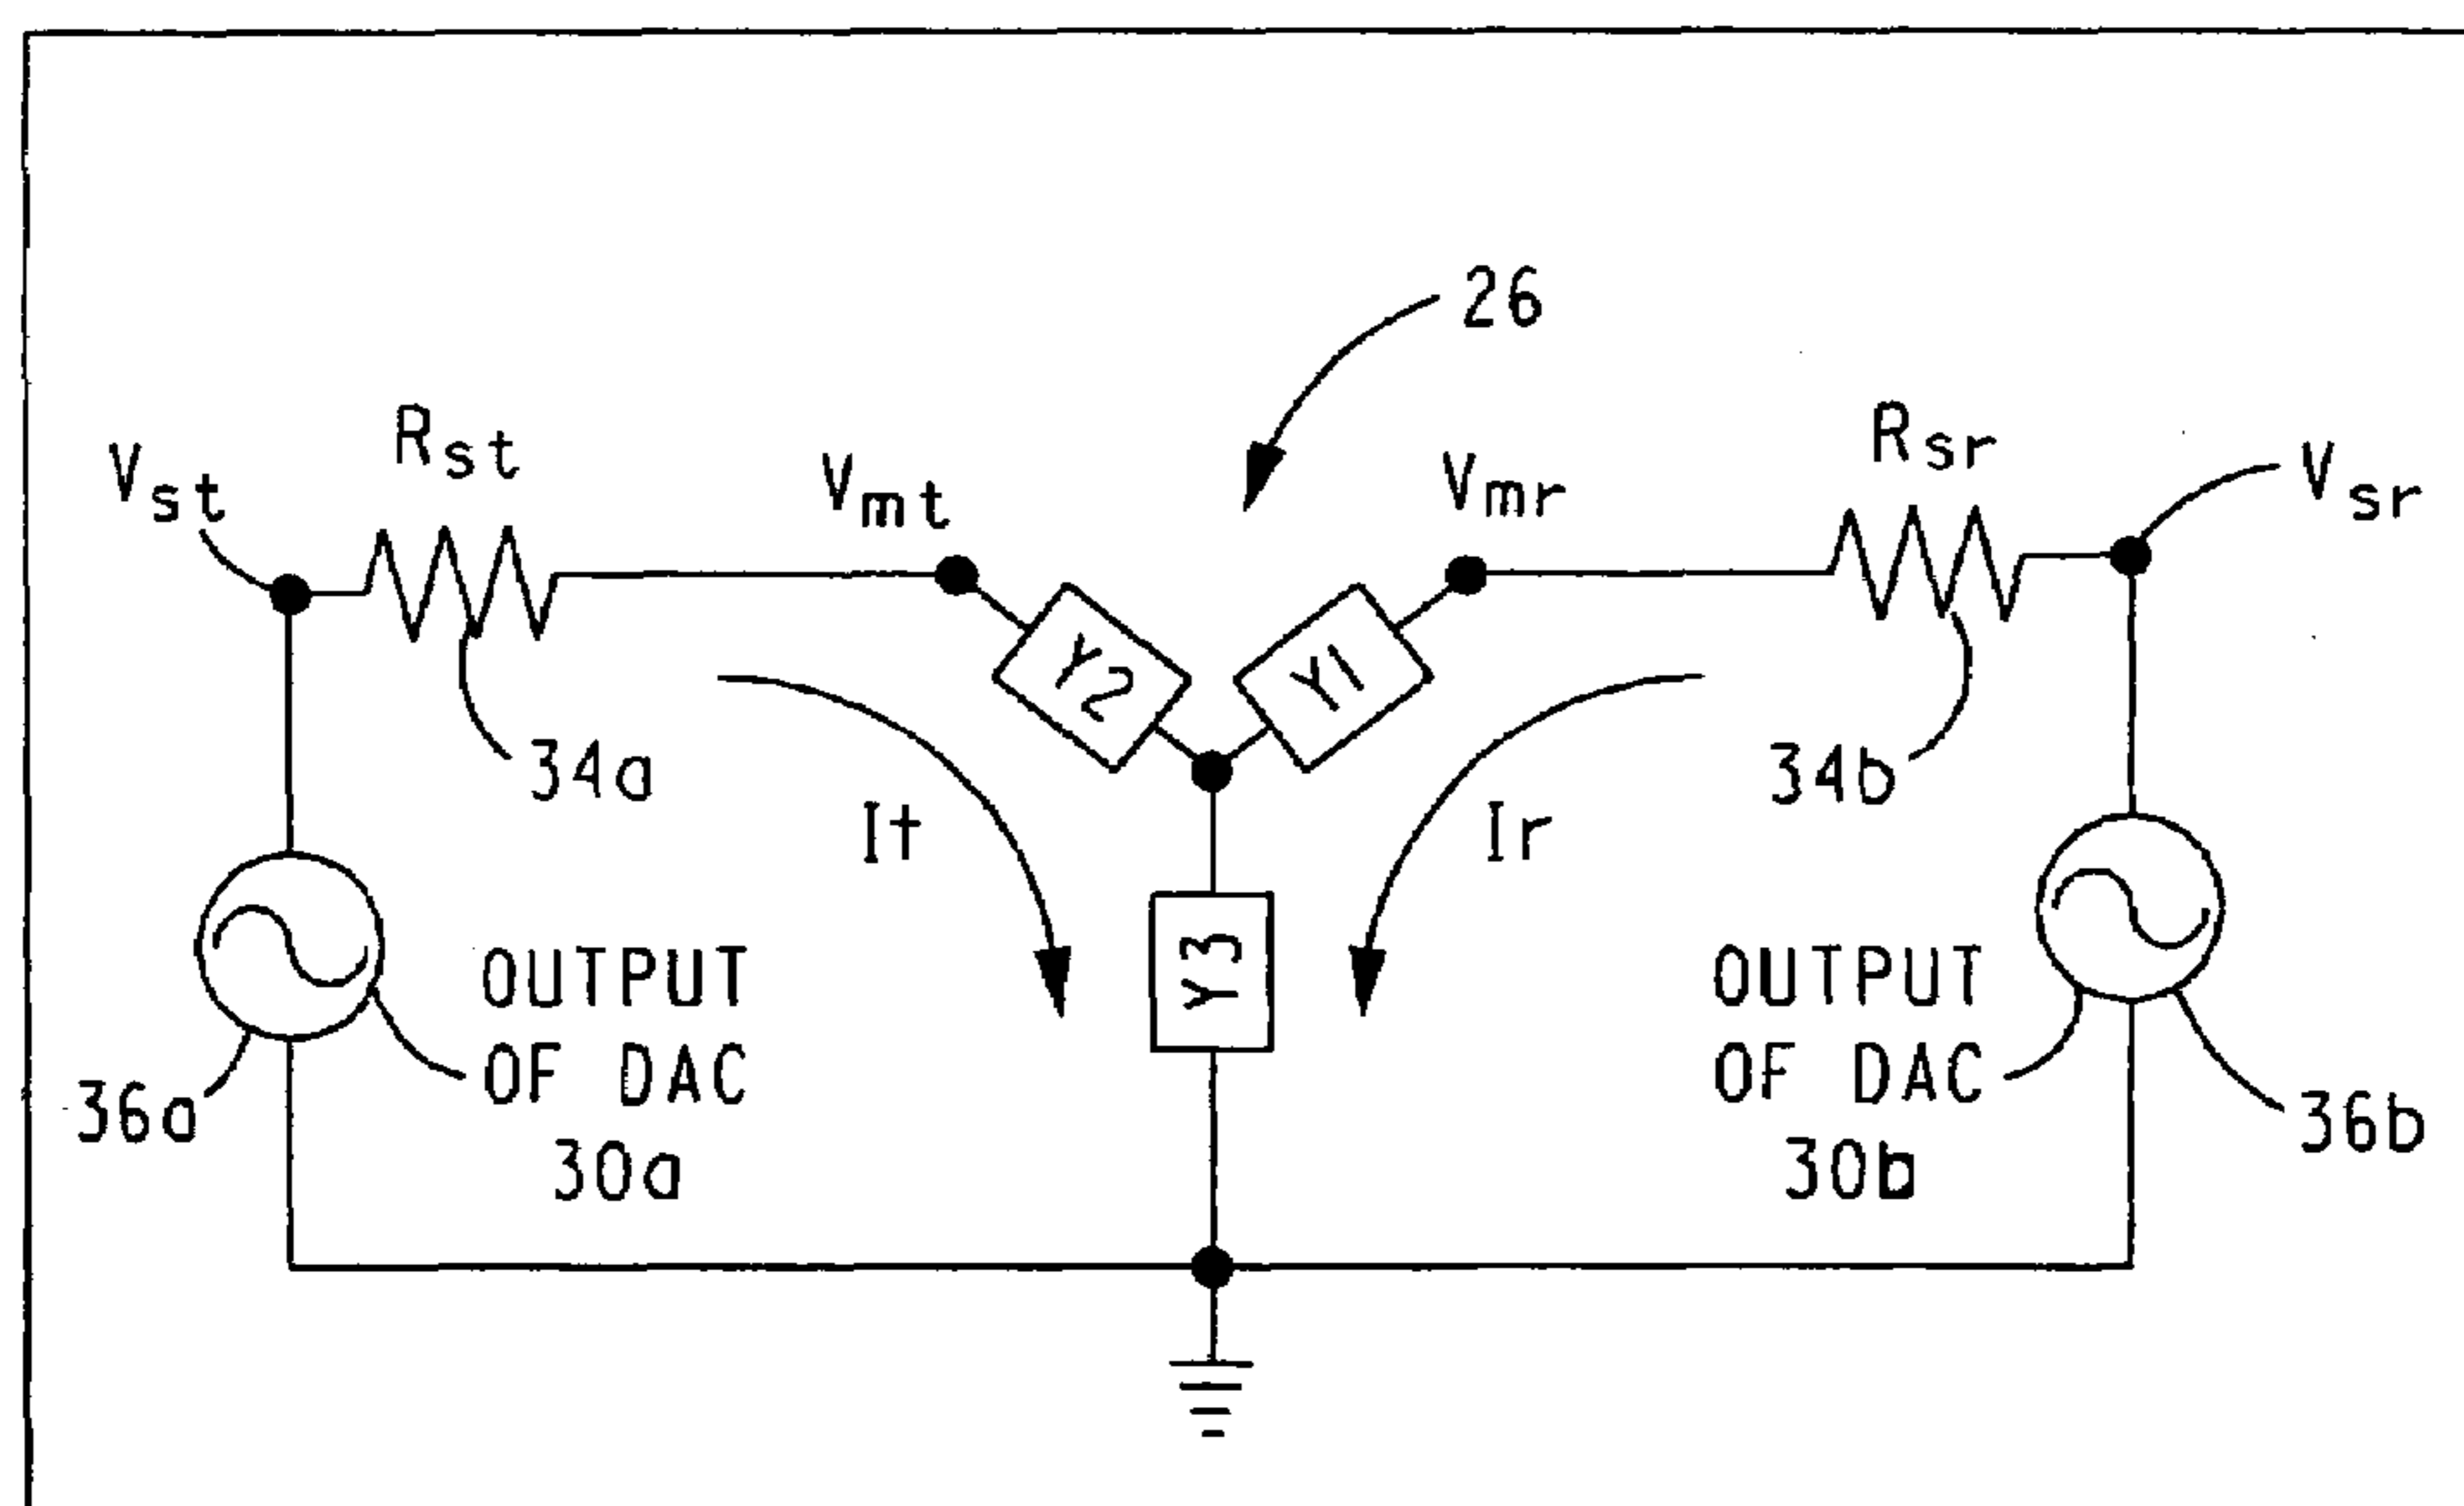 26
Rst
Rsr
Vst
Vmt
Vmr
Vsr
Y2
Y1
34a
34b
It
Ir
Y3
OUTPUT
OF DAC
30a
OUTPUT
OF DAC
30b
36a
36b